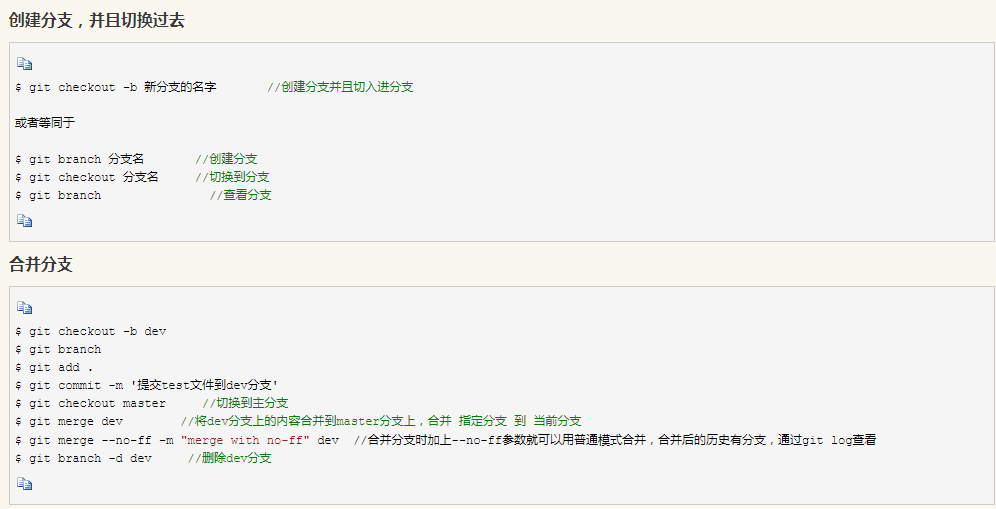 创建分支，并且切换过去
$ git checkout -b 新分支的名字       //创建分支并且切入进分支
或者等同于
$ git branch 分支名       //创建分支
$ git checkout 分支名     //切换到分支
$ git branch               //查看分支
合并分支
$ git checkout -b dev
$ git branch
$ git add .
$ git commit -m '提交test文件到dev分支'
$ git checkout master     //切换到主分支
$ git merge dev        //将dev分支上的内容合并到master分支上，合并 指定分支 到 当前分支
$ git merge --no-ff -m "merge with no-ff" dev  //合并分支时加上--no-ff参数就可以用普通模式合并，合并后的历史有分支，通过git log查看
$ git branch -d dev     //删除dev分支